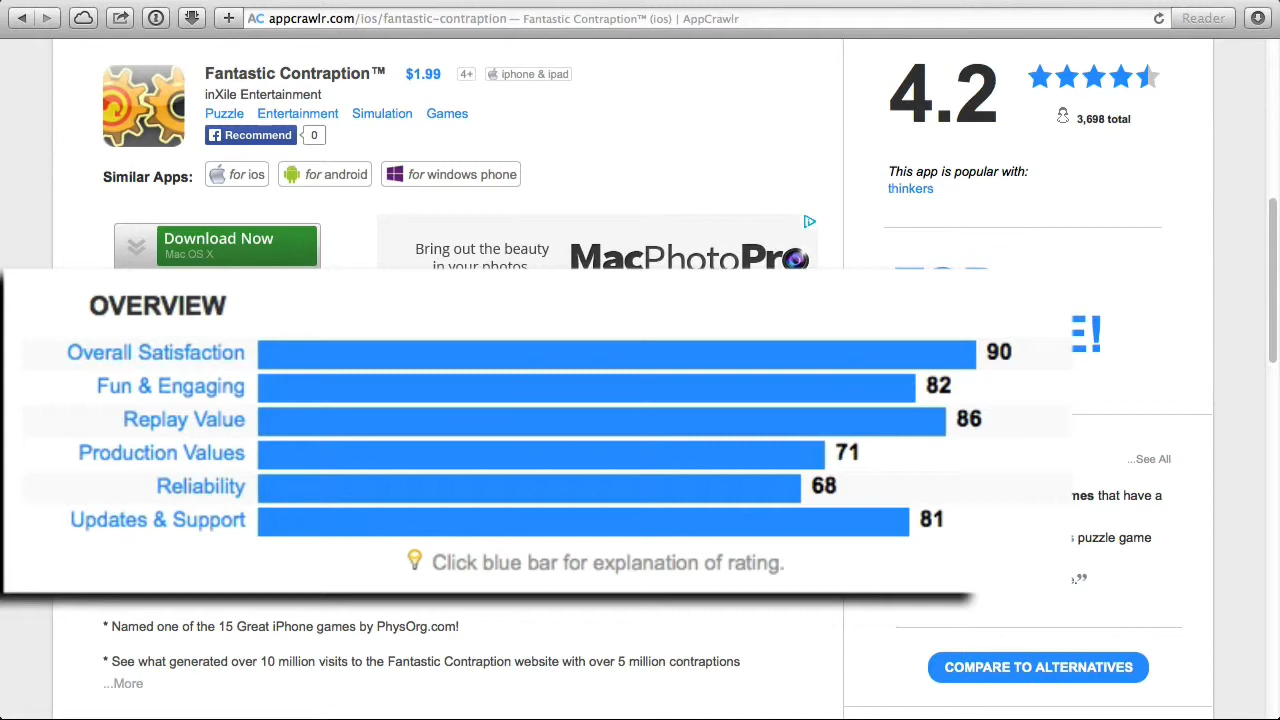 AC appcrawlr.com/ios/fantastic-contraption — Fantastic Contraption™ (ios) | AppCrawlr
Reader
Fantastic Contraption™ $1.99 4+ iphone & ipad
inXile Entertainment
Puzzle Entertainment Simulation Games
Recommend 0
Similar Apps: for ios for android for windows phone
4.2
3,698 total
This app is popular with:
thinkers
Download Now
Mac OS X
Bring out the beauty
in your photos
MacPhotoPro
E!
OVERVIEW
Overall Satisfaction 90
Fun & Engaging 82
Replay Value 86
Production Values 71
Reliability 68
Updates & Support 81
Click blue bar for explanation of rating.
...See All
that have a
puzzle game
* Named one of the 15 Great iPhone games by PhysOrg.com!
* See what generated over 10 million visits to the Fantastic Contraption website with over 5 million contraptions
...More
COMPARE TO ALTERNATIVES